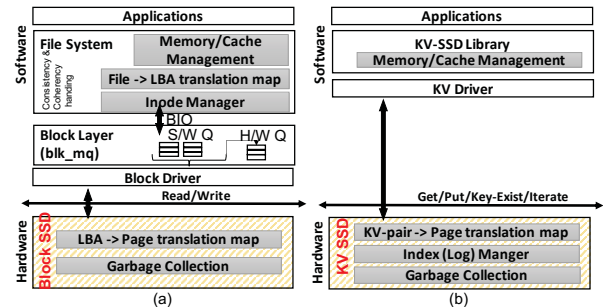 Applications
Software
File System
Consistency &
Coherency
handing
Memory/Cache
Management
File -> LBA translation map
Inode Manager
BIO
Block Layer
(blk_mq)
S/W Q
H/W Q
Block Driver
Read/Write
Hardware
Block SSD
LBA -> Page translation map
Garbage Collection
(a)
Applications
Software
KV-SSD Library
Memory/Cache Management
KV Driver
Get/Put/Key-Exist/Iterate
Hardware
KV SSD
KV-pair -> Page translation map
Index (Log) Manger
Garbage Collection
(b)